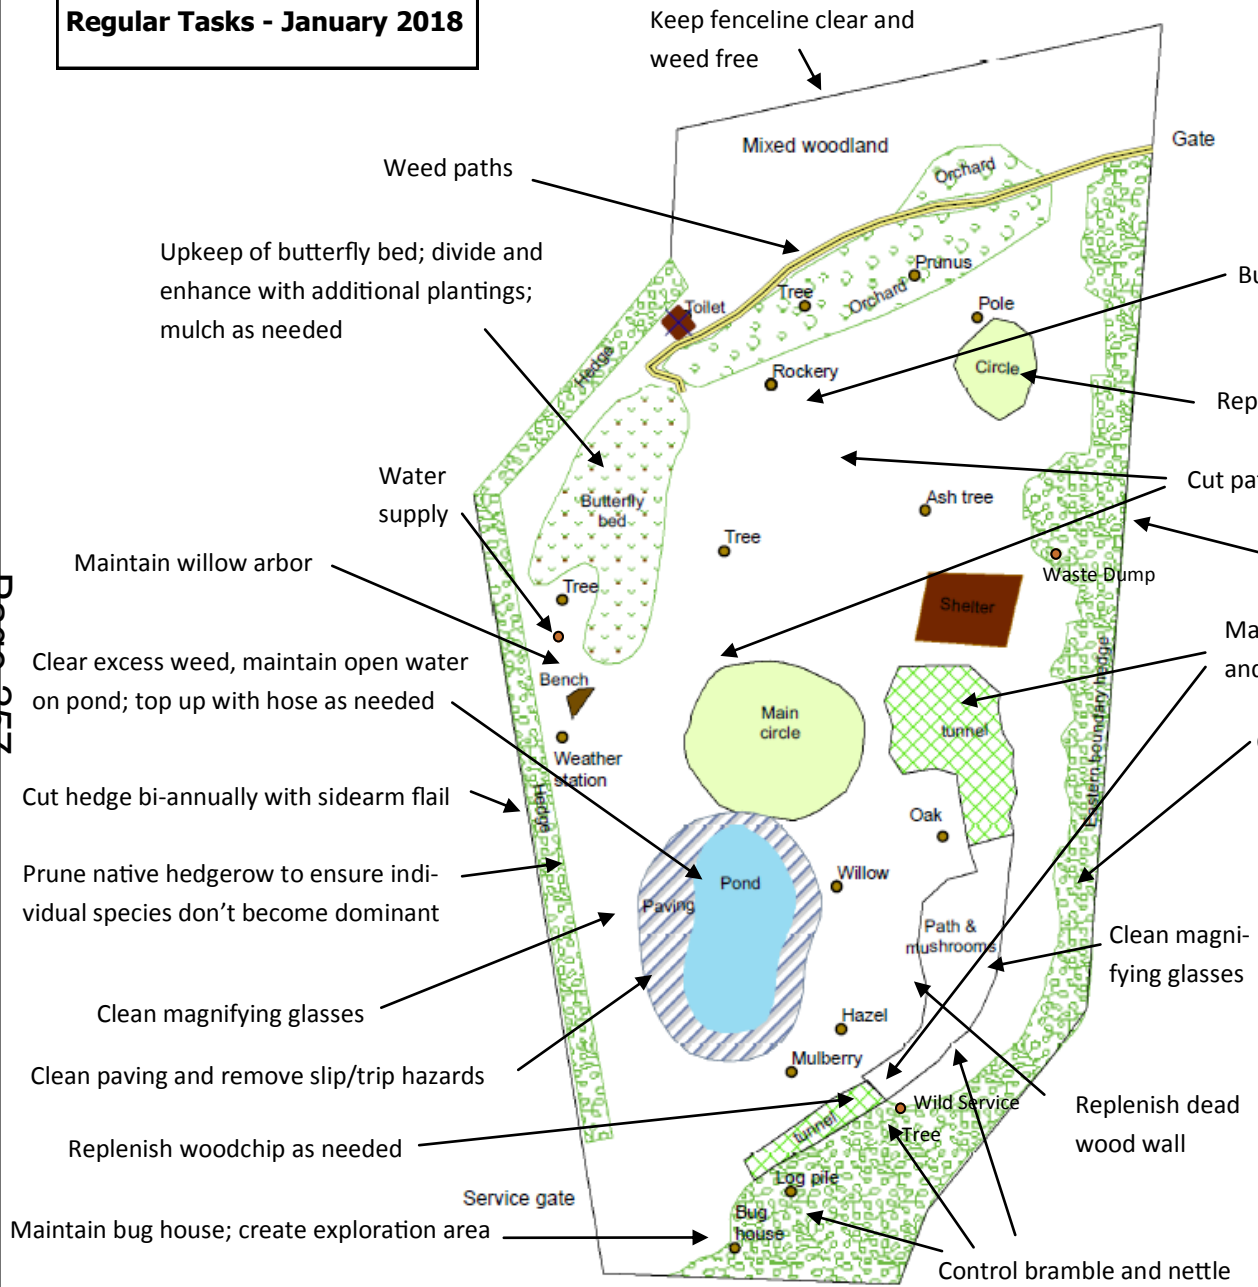 Regular Tasks - January 2018
Keep fenceline clear and
weed free
Mixed woodland
Gate
Orchard
Weed paths
Upkeep of butterfly bed; divide and
enhance with additional plantings;
mulch as needed
Prunus
Tree
Orchard
Toilet
Pole
Bu
Hedge
Rockery
Circle
Rep
Water
supply
Butterfly
bed
Ash tree
Cut pa
Tree
Maintain willow arbor
Waste Dump
Tree
Shelter
Ma
and
Clear excess weed, maintain open water
on pond; top up with hose as needed
Bench
Main
circle
tunnel
Eastern boundary hedge
Weather
station
Cut hedge bi-annually with sidearm flail
Hedge
Oak
Prune native hedgerow to ensure indi-
vidual species don't become dominant
Pond
Willow
Paving
Path &
mushrooms
Clean magni-
fying glasses
Clean magnifying glasses
Hazel
Mulberry
Clean paving and remove slip/trip hazards
Wild Service
Tree
Replenish dead
wood wall
Replenish woodchip as needed
tunnel
Log pile
Service gate
Bug
house
Maintain bug house; create exploration area
Control bramble and nettle